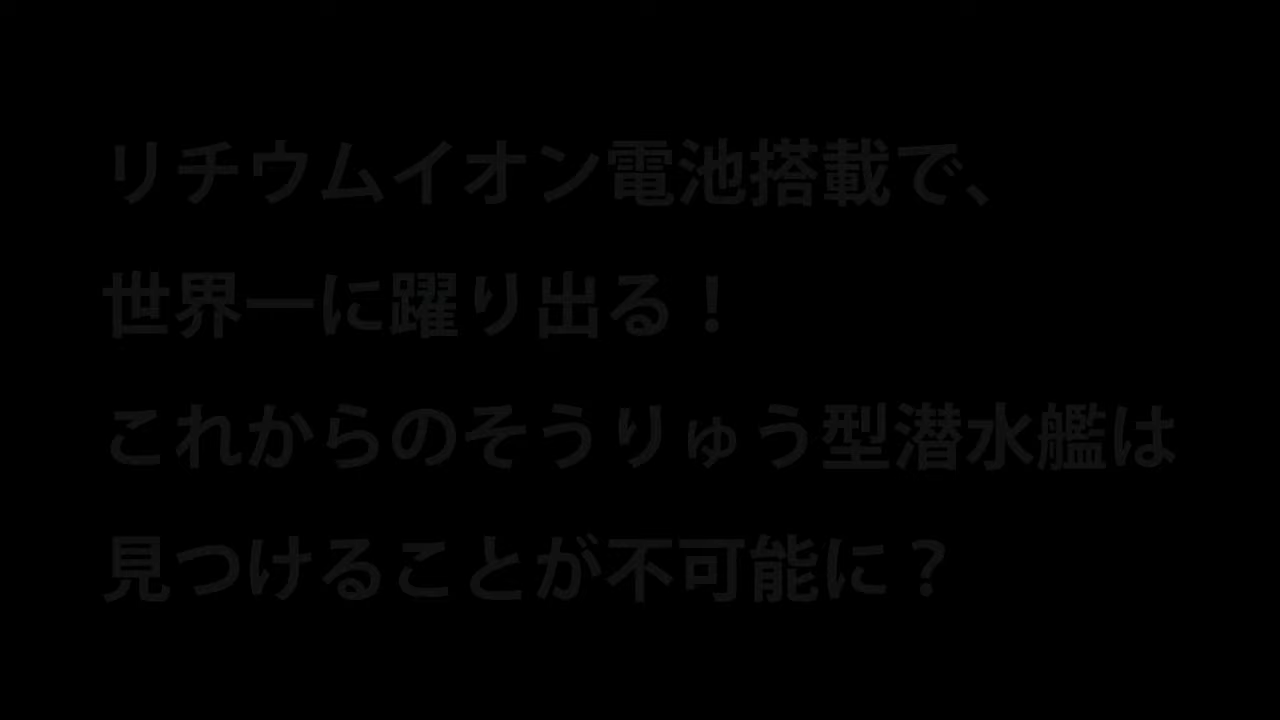 リチウムイオン電池搭載で、
世界一に躍り出る！
これからのそうりゅう型潜水艦は
見つけることが不可能に？